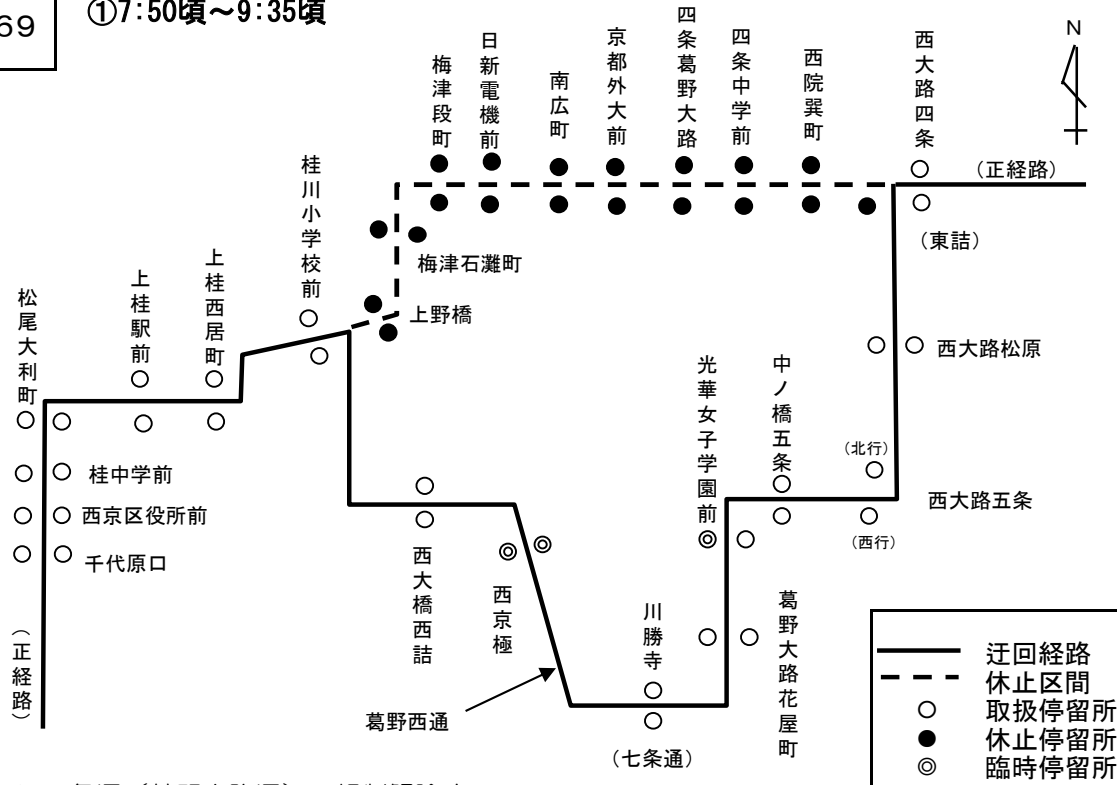 69
①7:50頃～9:35頃
梅津段町
日新電機前
南広町
京都外大前
四条葛野大路
四条中学前
西院巽町
西大路四条
N
(正経路)
(東詰)
桂川小学校前
梅津石灘町
上野橋
上桂西居町
上桂駅前
松尾大利町
桂中学前
西京区役所前
千代原口
(正経路)
西大橋西詰
西京極
葛野西通
川勝寺
(七条通)
光華女子学園前
葛野大路花屋町
中ノ橋五条
西大路松原
(北行)
西大路五条
(西行)
迂回経路
休止区間
取扱停留所
休止停留所
臨時停留所